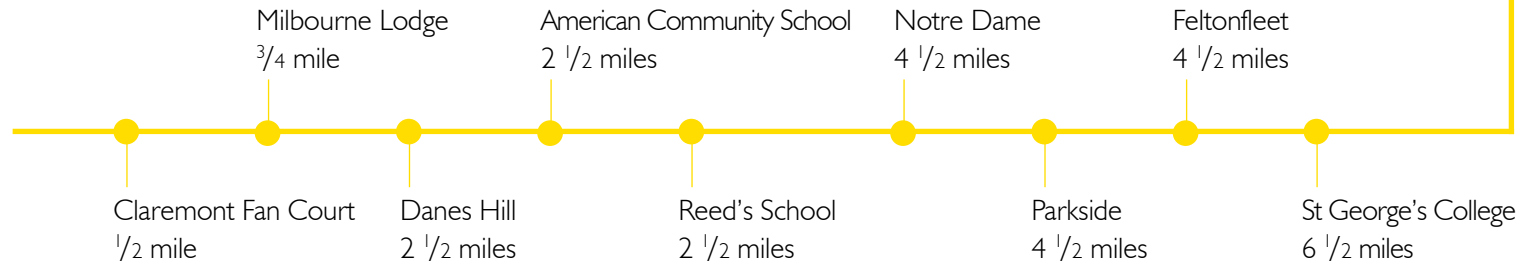 Milbourne Lodge
3/4 mile
American Community School
2 1/2 miles
Notre Dame
4 1/2 miles
Feltonfleet
4 1/2 miles
Claremont Fan Court
1/2 mile
Danes Hill
2 1/2 miles
Reed's School
2 1/2 miles
Parkside
4 1/2 miles
St George's College
6 1/2 miles